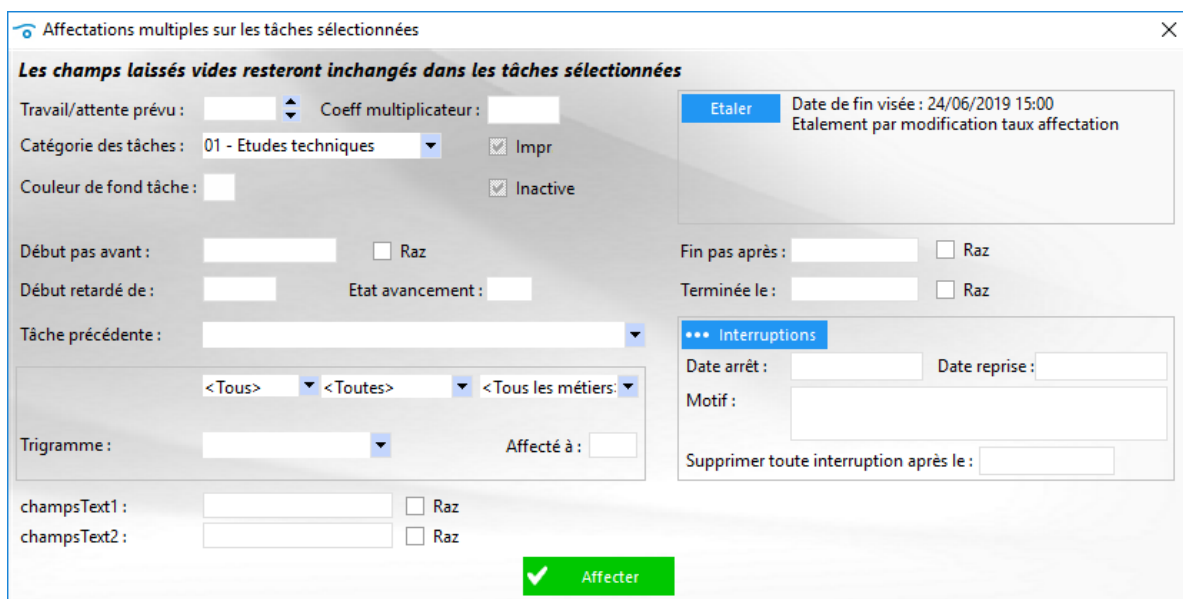 Affectations multiples sur les tâches sélectionnées
Les champs laissés vides resteront inchangés dans les tâches sélectionnées
Travail/attente prévu : Coeff multiplicateur :
Etaler Date de fin visée : 24/06/2019 15:00
Etalement par modification taux affectation
Catégorie des tâches : 01 - Etudes techniques Impr
Couleur de fond tâche : Inactive
Début pas avant : Raz Fin pas après : Raz
Début retardé de : Etat avancement : Terminée le : Raz
Tâche précédente :
••• Interruptions
Date arrêt : Date reprise :
<Tous> <Toutes> <Tous les métiers:
Motif :
Trigramme : Affecté à :
Supprimer toute interruption après le :
champsText1 : Raz
champsText2 : Raz
Affecter